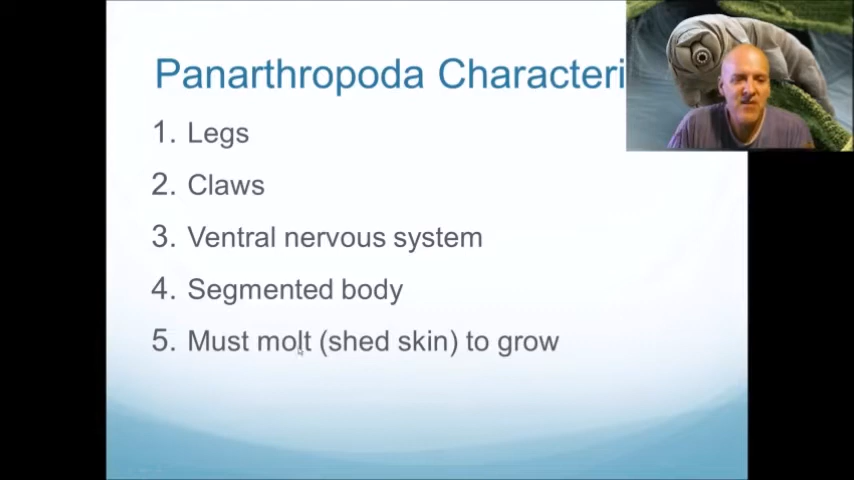 Panarthropoda Characteri
1. Legs
2. Claws
3. Ventral nervous system
4. Segmented body
5. Must molt (shed skin) to grow